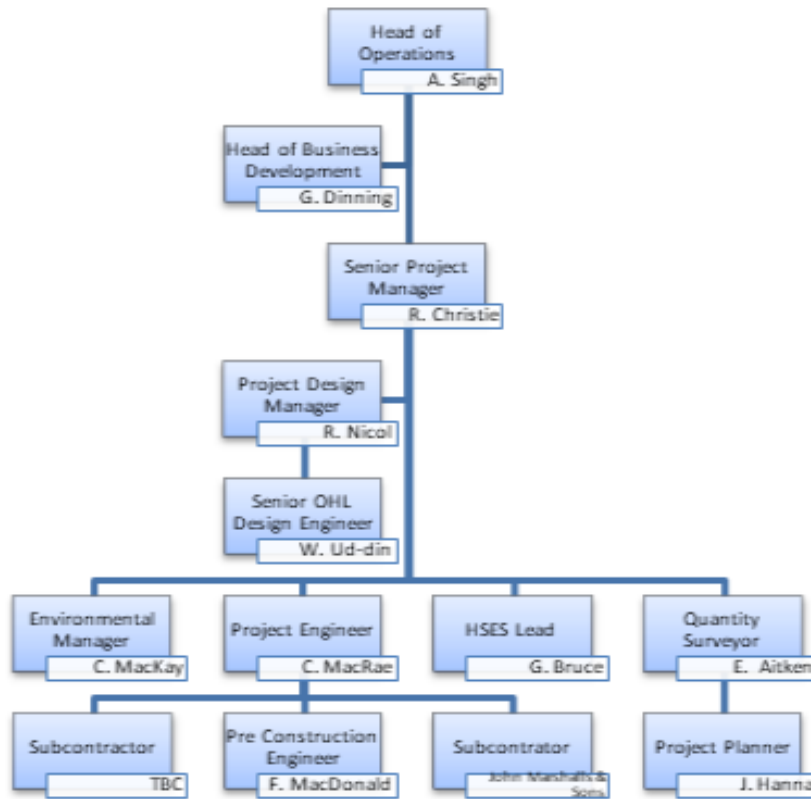 Head of
Operations
A. Singh
Head of Business
Development
G. Dinning
Senior Project
Manager
R. Christie
Project Design
Manager
R. Nicol
Senior OHL
Design Engineer
W. Ud-din
Environmental
Manager
C. MacKay
Project Engineer
C. MacRae
HSES Lead
G. Bruce
Quantity
Surveyor
E. Aitken
Subcontractor
TBC
Pre Construction
Engineer
F. MacDonald
Subcontrator
John Marshalls &
Sons.
Project Planner
J. Hanna